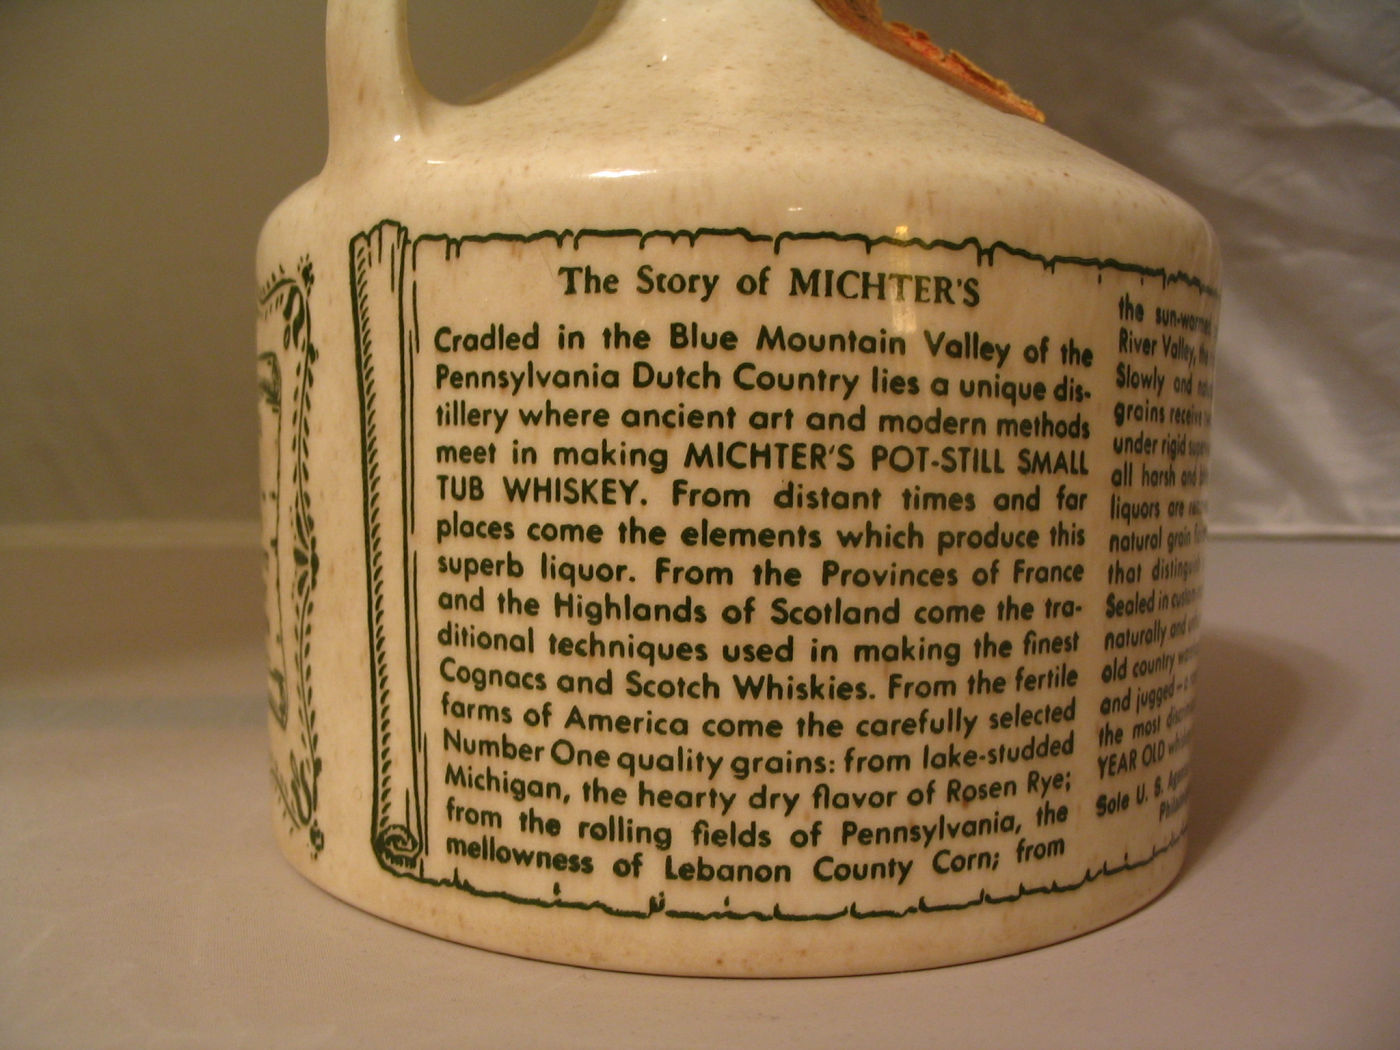 The Story of MICHTER'S
Cradled in the Blue Mountain Valley of the
Pennsylvania Dutch Country lies a unique dis-
tillery where ancient art and modern methods
meet in making MICHTER'S POT-STILL SMALL
TUB WHISKEY. From distant times and far
places come the elements which produce this
superb liquor. From the Provinces of France
and the Highlands of Scotland come the tra-
ditional techniques used in making the finest
Cognacs and Scotch Whiskies. From the fertile
farms of America come the carefully selected
Number One quality grains: from lake-studded
Michigan, the hearty dry flavor of Rosen Rye;
from the rolling fields of Pennsylvania, the
mellowness of Lebanon County Corn; from
the
River Valley,
Slowly and
grains receive
under rigid
all harsh and
liquors are
natural grain
that
Sealed in
naturally and
old country
and jugged
the most
YEAR OLD
Sole U. S.